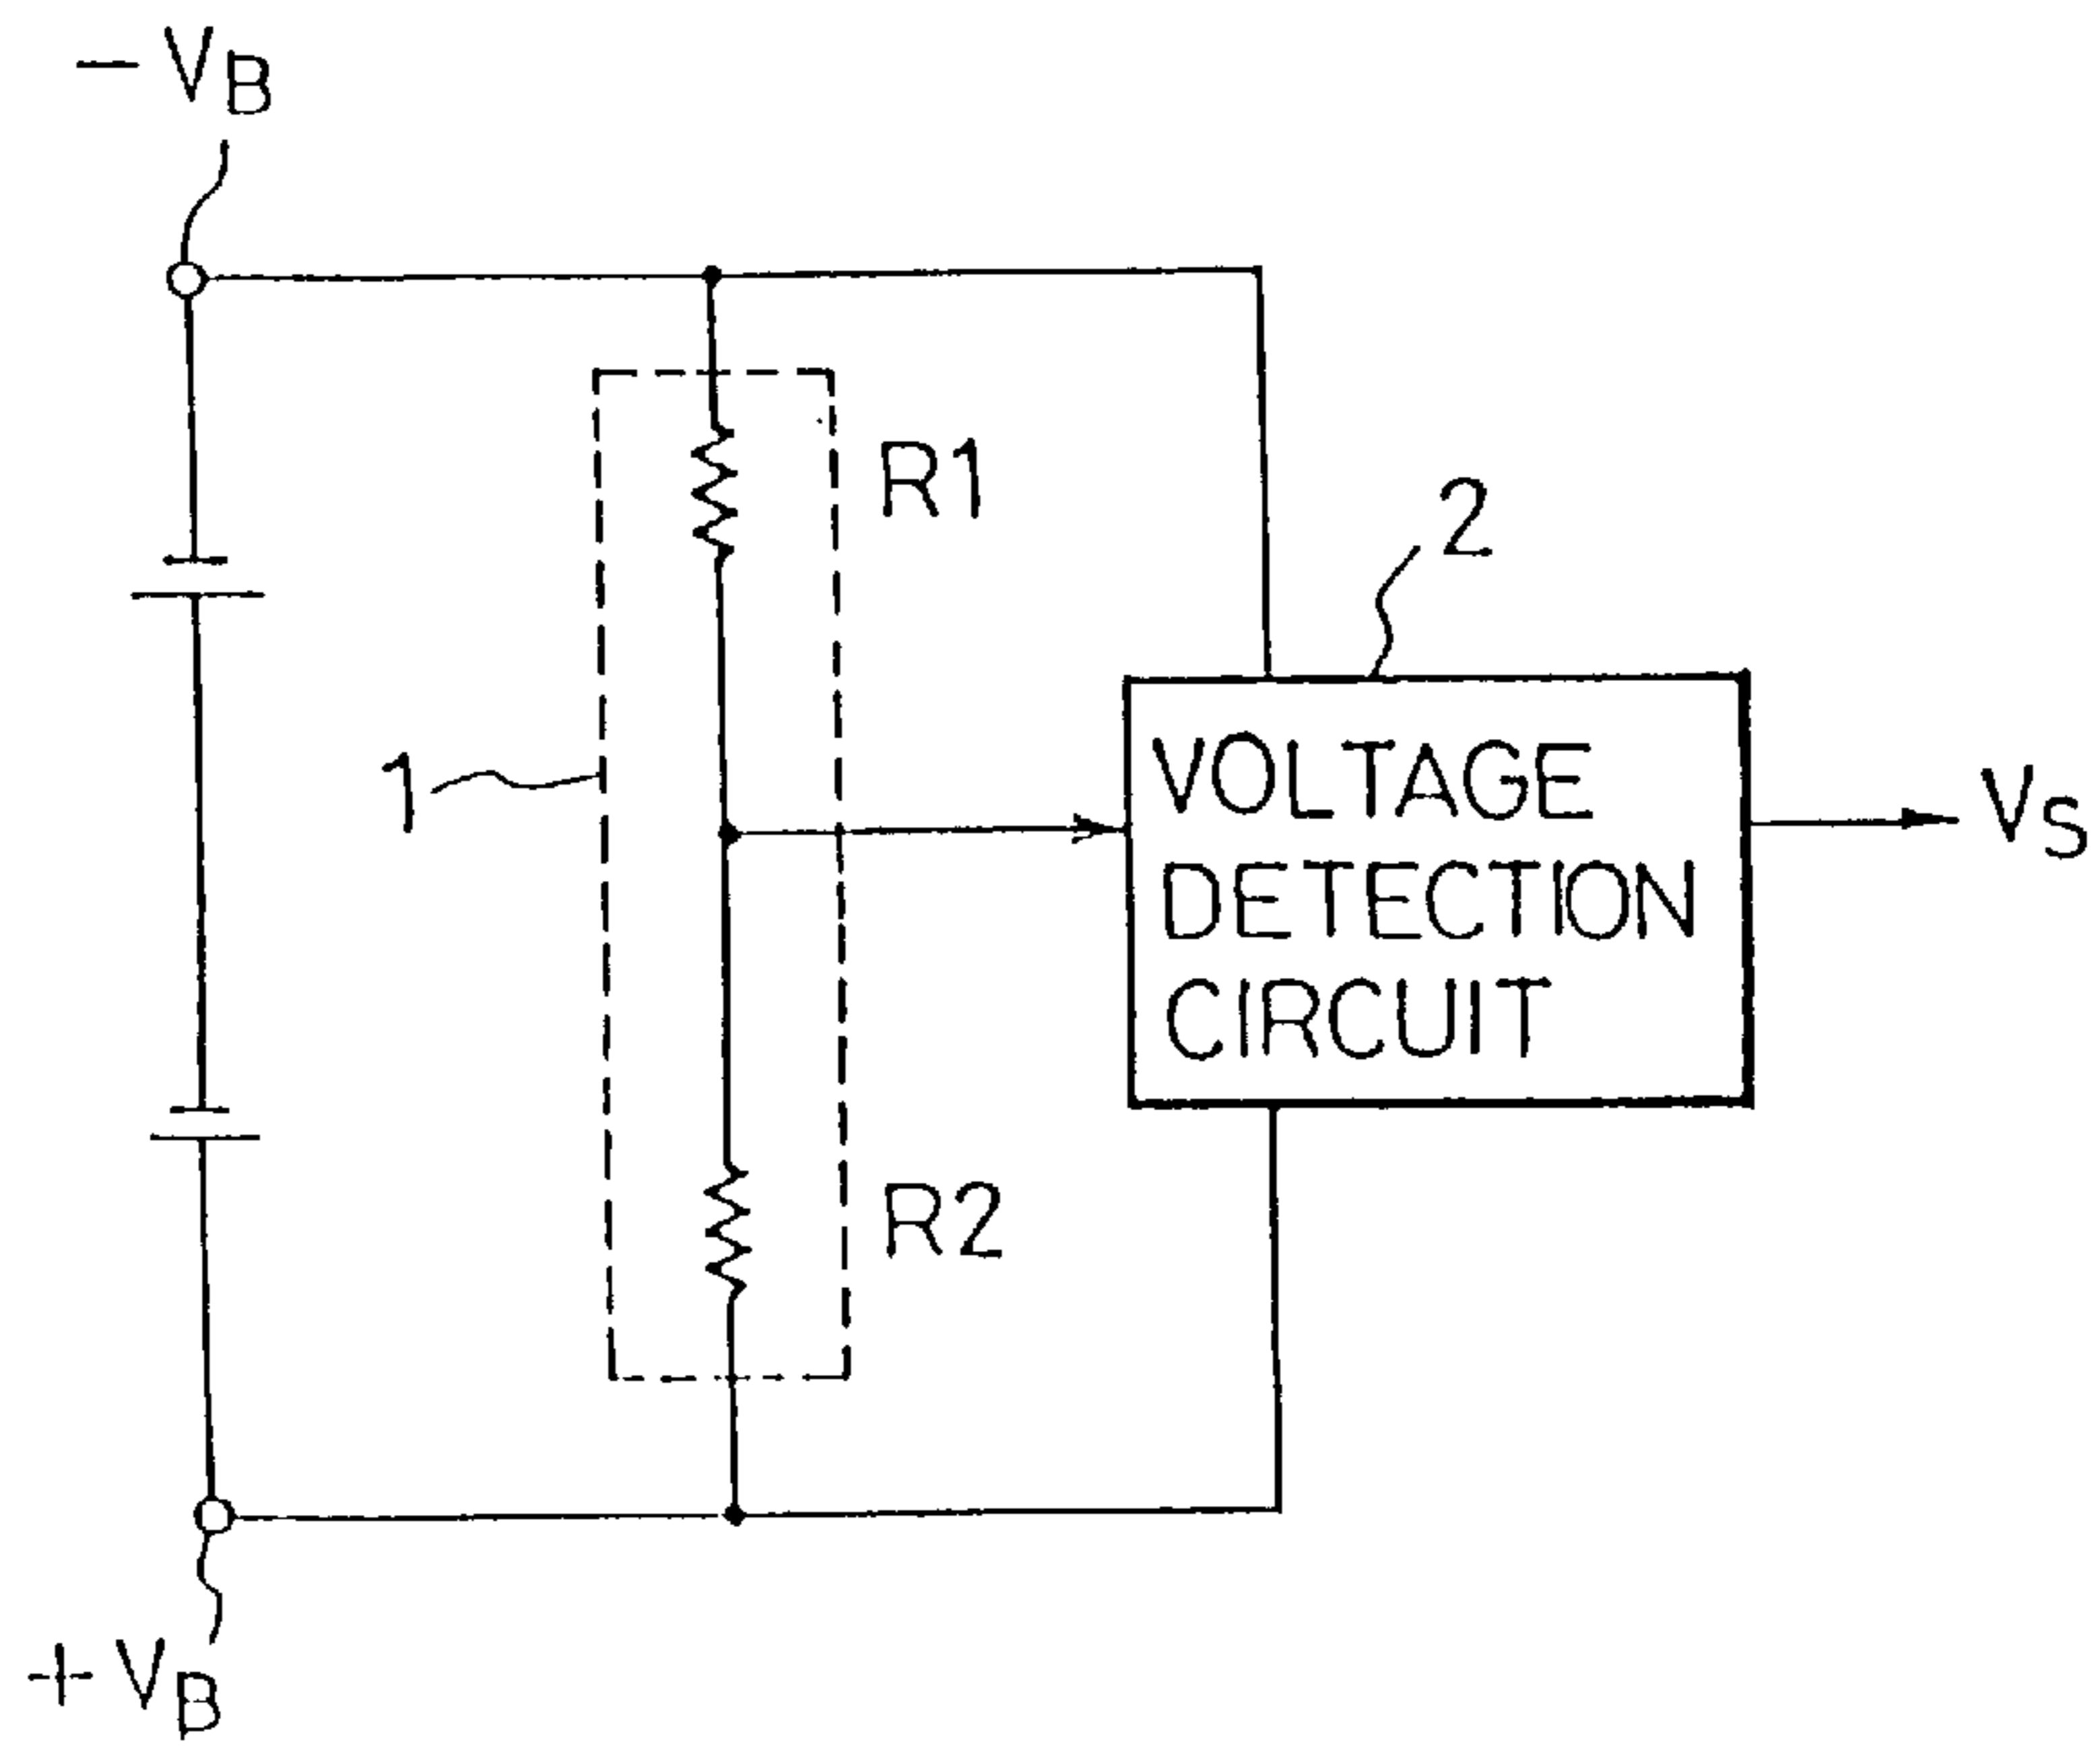 −VB
R1
2
1
VOLTAGE
DETECTION
CIRCUIT
VS
R2
+VB